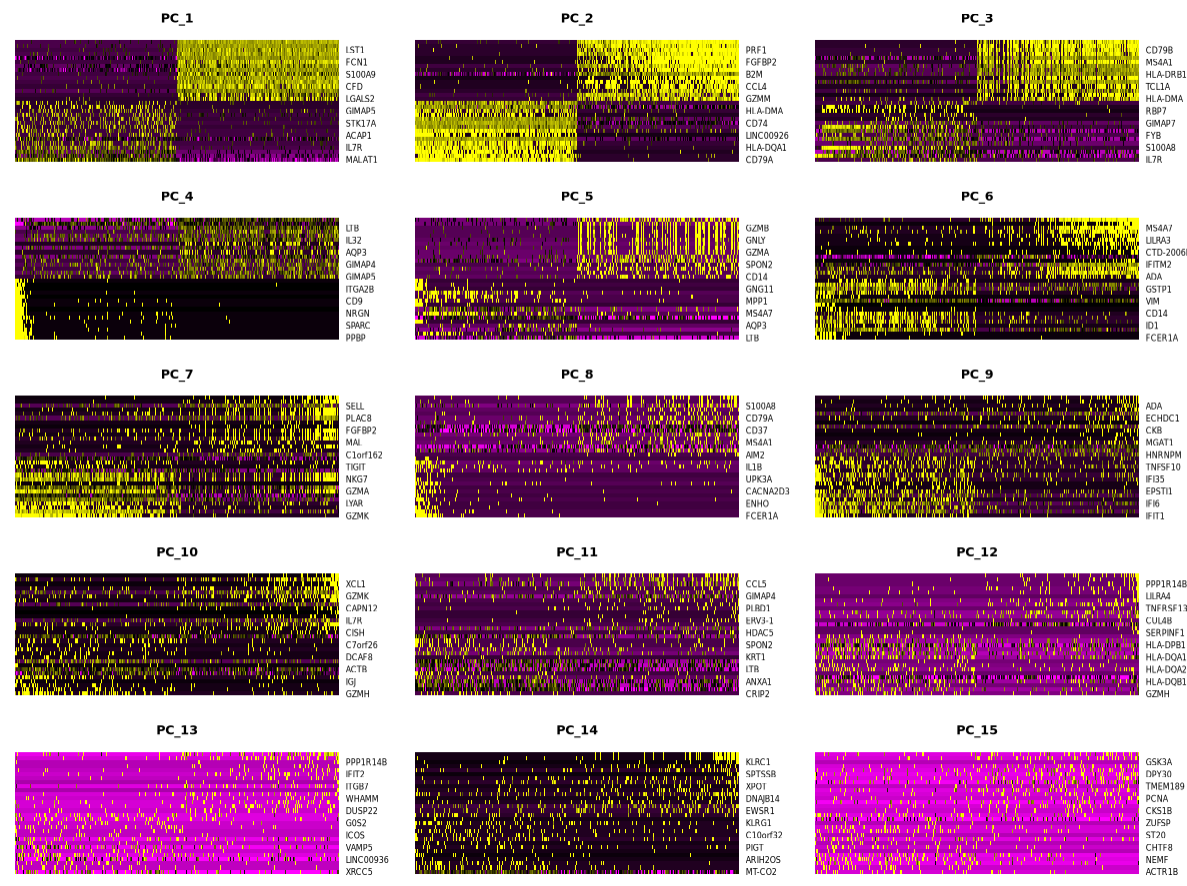 PC_1
LST1
FCN1
S100A9
CFD
LGALS2
GIMAP5
STK17A
ACAP1
IL7R
MALAT1
PC_2
PRF1
FGFBP2
B2M
CCL4
GZMM
HLA-DMA
CD74
LINC00926
HLA-DQA1
CD79A
PC_3
CD79B
MS4A1
HLA-DRB1
TCL1A
HLA-DMA
RBP7
GIMAP7
FYB
S100A8
IL7R
PC_4
LTB
IL32
AQP3
GIMAP4
GIMAP5
ITGA2B
CD9
NRGN
SPARC
PPBP
PC_5
GZMB
GNLY
GZMA
SPON2
CD14
GNG11
MPP1
MS4A7
AQP3
LTB
PC_6
MS4A7
LILRA3
CTD-2006
IFITM2
ADA
GSTP1
VIM
CD14
ID1
FCER1A
PC_7
SELL
PLAC8
FGFBP2
MAL
C1orf162
TIGIT
NKG7
GZMA
LYAR
GZMK
PC_8
S100A8
CD79A
CD37
MS4A1
AIM2
IL1B
UPK3A
CACNA2D3
ENHO
FCER1A
PC_9
ADA
ECHDC1
CKB
MGAT1
HNRNPM
TNFSF10
IFI35
EPSTI1
IFI6
IFIT1
PC_10
XCL1
GZMK
CAPN12
IL7R
CISH
C7orf26
DCAF8
ACTB
IGJ
GZMH
PC_11
CCL5
GIMAP4
PLBD1
ERV3-1
HDAC5
SPON2
KRT1
LTB
ANXA1
CRIP2
PC_12
PPP1R14B
LILRA4
TNFRSF13
CUL4B
SERPINF1
HLA-DPB1
HLA-DQA1
HLA-DQA2
HLA-DQB1
GZMH
PC_13
PPP1R14B
IFIT2
ITGB7
WHAMM
DUSP22
G0S2
ICOS
VAMP5
LINC00936
XRCC5
PC_14
KLRC1
SPTSSB
XPOT
DNAJB14
EWSR1
KLRG1
C10orf32
PIGT
ARIH2OS
MT-CO2
PC_15
GSK3A
DPY30
TMEM189
PCNA
CKS1B
ZUFSP
ST20
CHTF8
NEMF
ACTR1B